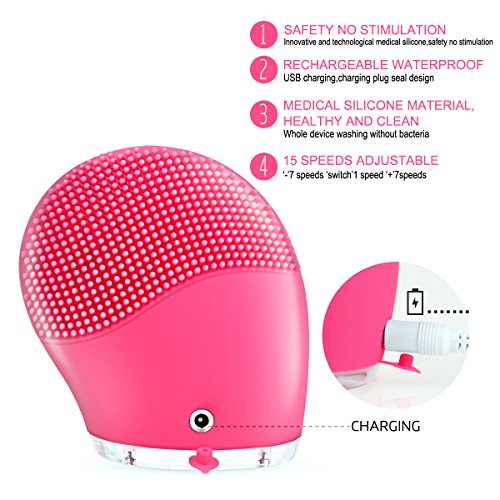 1 SAFETY NO STIMULATION
Innovative and technological medical silicone,safety no stimulation
2 RECHARGEABLE WATERPROOF
USB charging,charging plug seal design
3 MEDICAL SILICONE MATERIAL,
HEALTHY AND CLEAN
Whole device washing without bacteria
4 15 SPEEDS ADJUSTABLE
'-'7 speeds 'switch'1 speed '+'7speeds
CHARGING